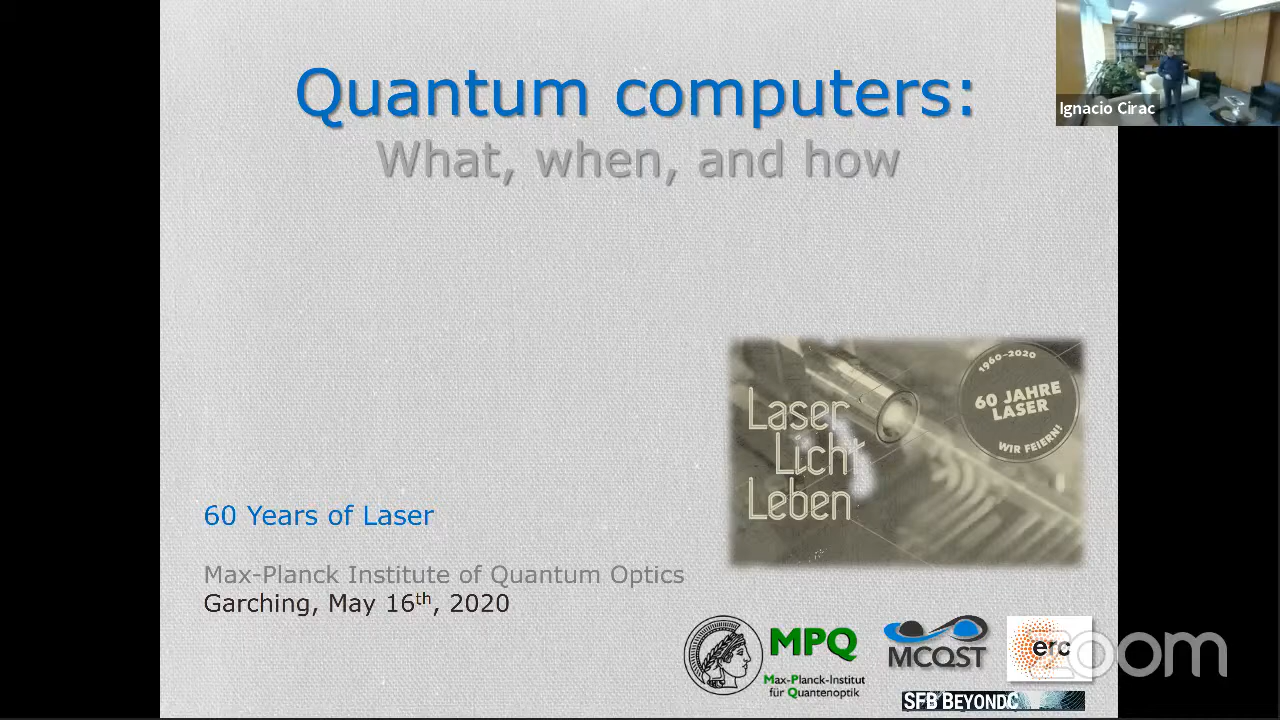 Quantum computers:
What, when, and how
Ignacio Cirac
1960-2020
60 JAHRE
LASER
WIR FEIERN!
Laser
Licht
Leben
60 Years of Laser
Max-Planck Institute of Quantum Optics
Garching, May 16th, 2020
MPQ
Max-Planck-Institut
für Quantenoptik
MCQST
erc
zoom
SFB BEYONDC